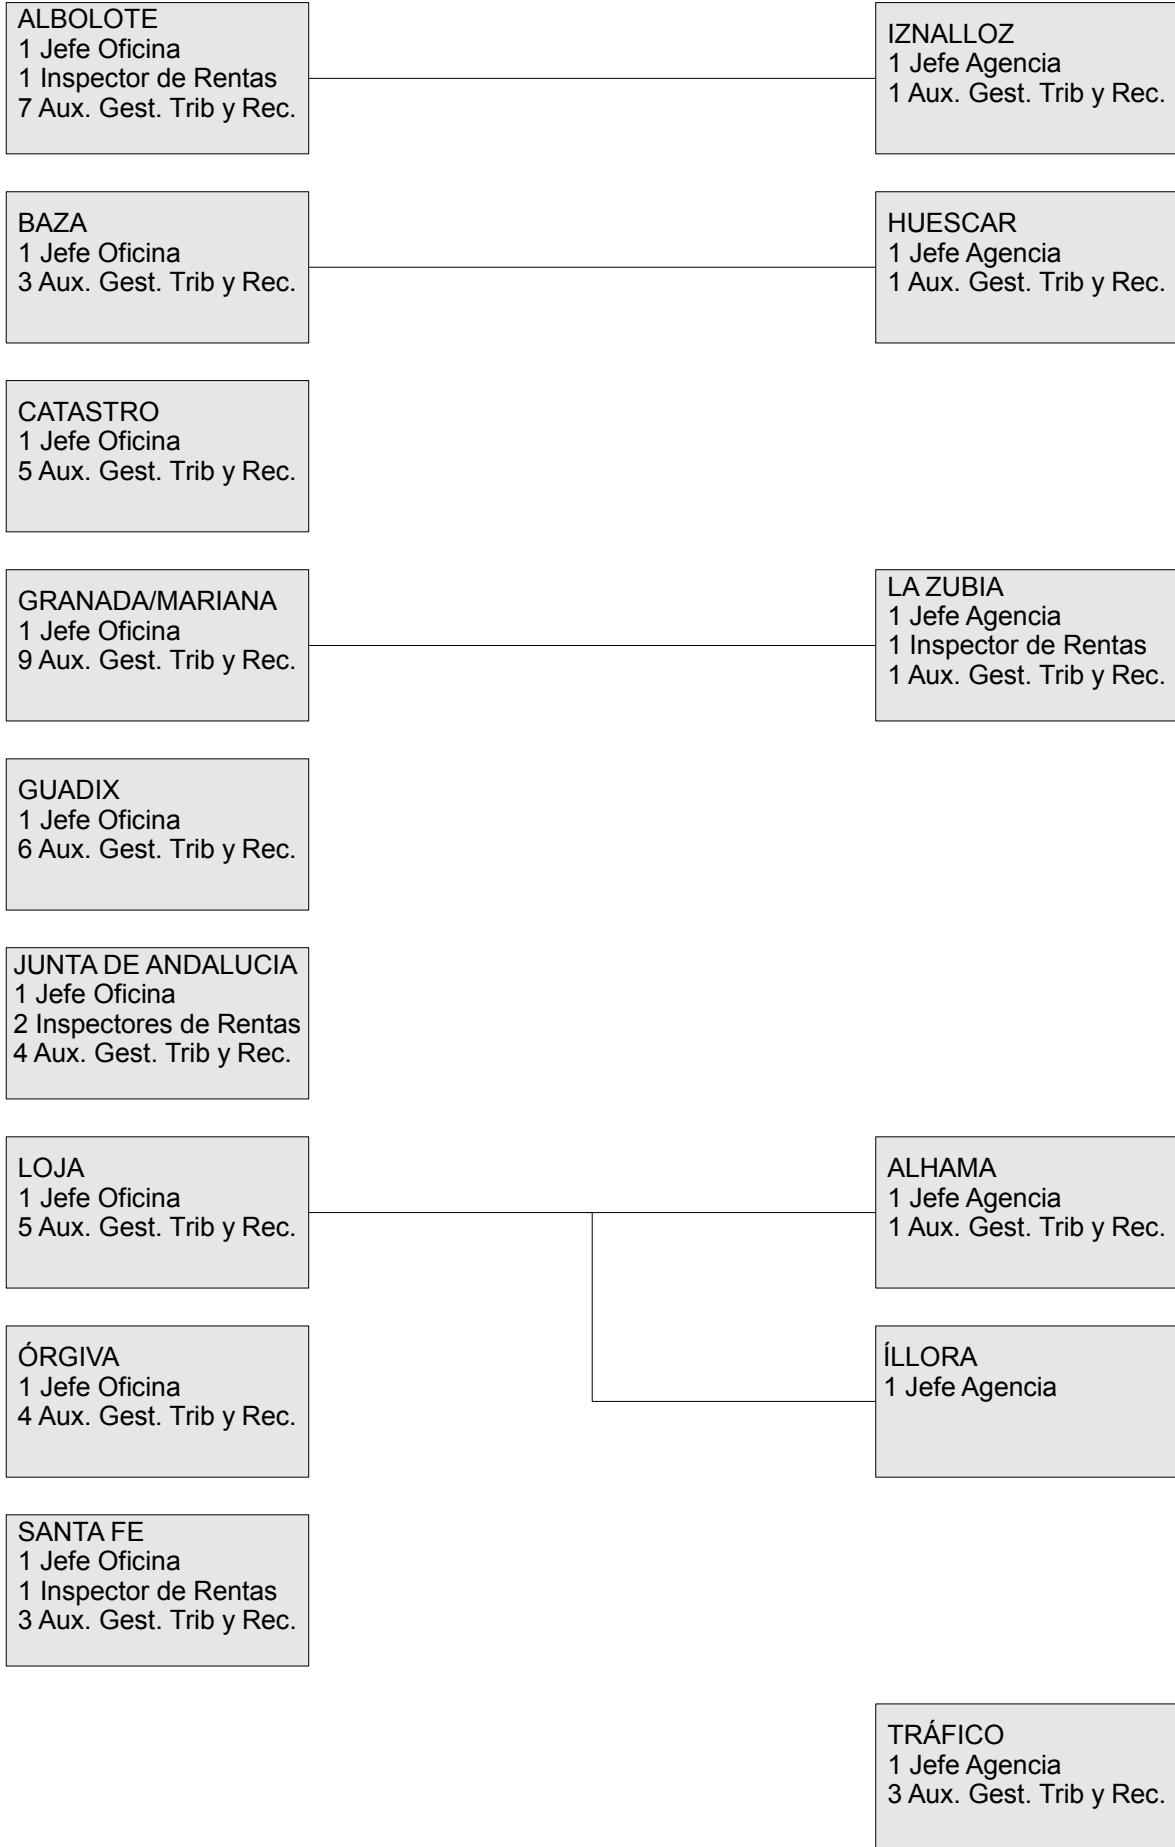 ALBOLOTE
1 Jefe Oficina
1 Inspector de Rentas
7 Aux. Gest. Trib y Rec.
IZNALLOZ
1 Jefe Agencia
1 Aux. Gest. Trib y Rec.
BAZA
1 Jefe Oficina
3 Aux. Gest. Trib y Rec.
HUESCAR
1 Jefe Agencia
1 Aux. Gest. Trib y Rec.
CATASTRO
1 Jefe Oficina
5 Aux. Gest. Trib y Rec.
GRANADA/MARIANA
1 Jefe Oficina
9 Aux. Gest. Trib y Rec.
LA ZUBIA
1 Jefe Agencia
1 Inspector de Rentas
1 Aux. Gest. Trib y Rec.
GUADIX
1 Jefe Oficina
6 Aux. Gest. Trib y Rec.
JUNTA DE ANDALUCIA
1 Jefe Oficina
2 Inspectores de Rentas
4 Aux. Gest. Trib y Rec.
LOJA
1 Jefe Oficina
5 Aux. Gest. Trib y Rec.
ALHAMA
1 Jefe Agencia
1 Aux. Gest. Trib y Rec.
ÓRGIVA
1 Jefe Oficina
4 Aux. Gest. Trib y Rec.
ÍLLORA
1 Jefe Agencia
SANTA FE
1 Jefe Oficina
1 Inspector de Rentas
3 Aux. Gest. Trib y Rec.
TRÁFICO
1 Jefe Agencia
3 Aux. Gest. Trib y Rec.